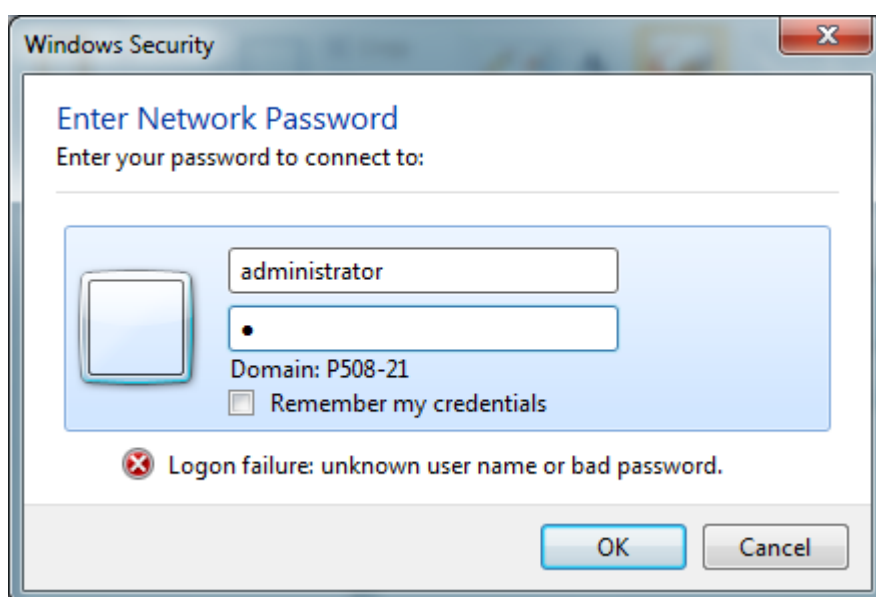 Windows Security
Enter Network Password
Enter your password to connect to:
administrator
●
Domain: P508-21
Remember my credentials
Logon failure: unknown user name or bad password.
OK
Cancel